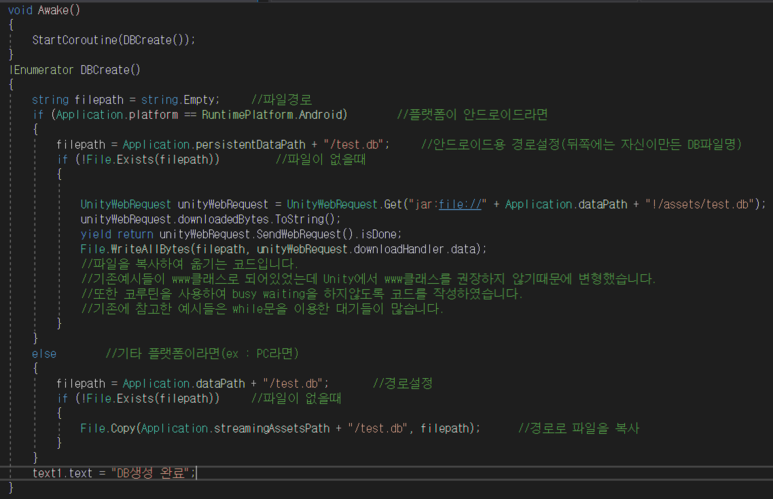 void Awake()
{
StartCoroutine(DBCreate());
}
IEnumerator DBCreate()
{
string filepath = string.Empty; //파일경로
if (Application.platform == RuntimePlatform.Android) //플랫폼이 안드로이드라면
{
filepath = Application.persistentDataPath + "/test.db"; //안드로이드용 경로설정(뒤쪽에는 자신이만든 DB파일명)
if (!File.Exists(filepath)) //파일이 없을때
{
UnityWebRequest unityWebRequest = UnityWebRequest.Get("jar:file://" + Application.dataPath + "!/assets/test.db");
unityWebRequest.downloadedBytes.ToString();
yield return unityWebRequest.SendWebRequest().isDone;
File.WriteAllBytes(filepath, unityWebRequest.downloadHandler.data);
//파일을 복사하여 옮기는 코드입니다.
//기존예시들이 www클래스로 되어있었는데 Unity에서 www클래스를 권장하지 않기때문에 변형했습니다.
//또한 코루틴을 사용하여 busy waiting을 하지않도록 코드를 작성하였습니다.
//기존에 참고한 예시들은 while문을 이용한 대기들이 많습니다.
}
}
else //기타 플랫폼이라면(ex : PC라면)
{
filepath = Application.dataPath + "/test.db"; //경로설정
if (!File.Exists(filepath)) //파일이 없을때
{
File.Copy(Application.streamingAssetsPath + "/test.db", filepath); //경로로 파일을 복사
}
}
text1.text = "DB생성 완료";
}